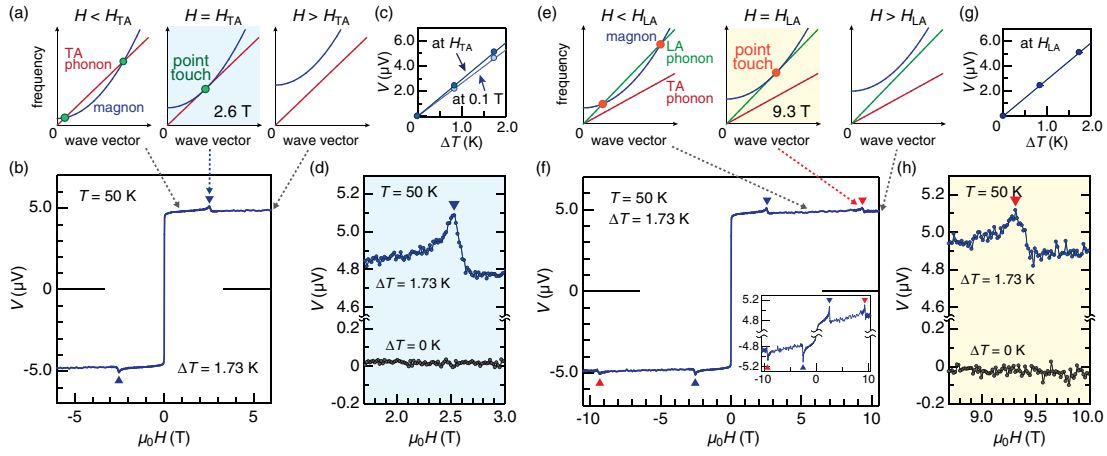 (a)
H < H_TA
H = H_TA
H > H_TA
frequency
TA
phonon
magnon
0
point
touch
2.6 T
0
0
wave vector
wave vector
wave vector
(b)
T = 50 K
5.0
0
-5.0
V (μV)
ΔT = 1.73 K
-5
0
5
μ₀H (T)
(c)
6.0
4.0
2.0
0
V (μV)
at H_TA
at 0.1 T
0
1.0
2.0
ΔT (K)
(d)
5.2
5.0
4.8
4.6
0.2
0
-0.2
V (μV)
T = 50 K
ΔT = 1.73 K
ΔT = 0 K
2.0
2.5
3.0
μ₀H (T)
(e)
H < H_LA
H = H_LA
H > H_LA
frequency
magnon
LA
phonon
TA
phonon
0
point
touch
9.3 T
0
0
wave vector
wave vector
wave vector
(f)
T = 50 K
ΔT = 1.73 K
5.0
0
-5.0
V (μV)
5.2
4.8
-4.8
-5.2
-10
0
10
-10
-5
0
5
10
μ₀H (T)
(g)
6.0
4.0
2.0
0
V (μV)
at H_LA
0
1.0
2.0
ΔT (K)
(h)
5.2
5.0
4.8
4.6
0.2
0
-0.2
V (μV)
T = 50 K
ΔT = 1.73 K
ΔT = 0 K
9.0
9.5
10.0
μ₀H (T)